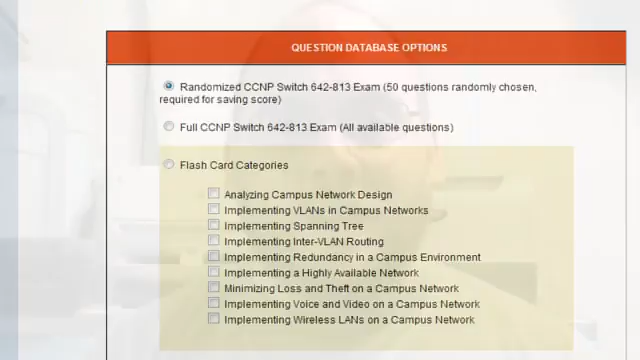 QUESTION DATABASE OPTIONS
Randomized CCNP Switch 642-813 Exam (50 questions randomly chosen,
required for saving score)
Full CCNP Switch 642-813 Exam (All available questions)
Flash Card Categories
Analyzing Campus Network Design
Implementing VLANs in Campus Networks
Implementing Spanning Tree
Implementing Inter-VLAN Routing
Implementing Redundancy in a Campus Environment
Implementing a Highly Available Network
Minimizing Loss and Theft on a Campus Network
Implementing Voice and Video on a Campus Network
Implementing Wireless LANs on a Campus Network